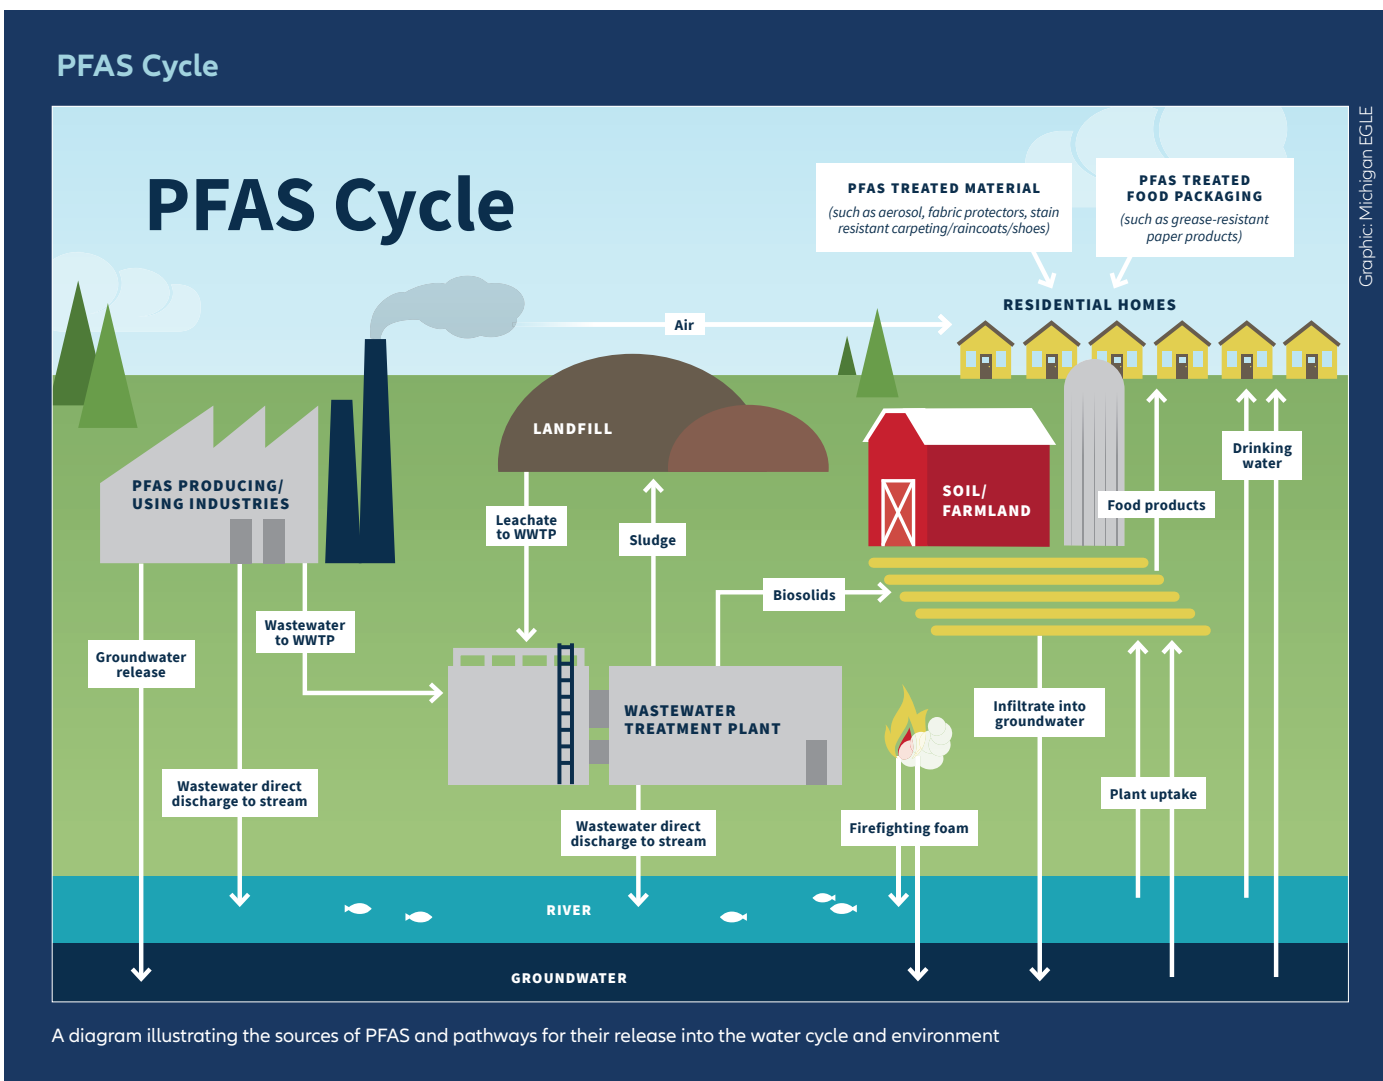 PFAS Cycle
Graphic: Michigan EGLE
PFAS Cycle
PFAS TREATED MATERIAL
(such as aerosol, fabric protectors, stain
resistant carpeting/raincoats/shoes)
PFAS TREATED
FOOD PACKAGING
(such as grease-resistant
paper products)
RESIDENTIAL HOMES
Air
LANDFILL
PFAS PRODUCING/
USING INDUSTRIES
SOIL/
FARMLAND
Drinking
water
Food products
Leachate
to WWTP
Sludge
Biosolids
Wastewater
to WWTP
Groundwater
release
WASTEWATER
TREATMENT PLANT
Infiltrate into
groundwater
Wastewater direct
discharge to stream
Plant uptake
Wastewater direct
discharge to stream
Firefighting foam
RIVER
GROUNDWATER
A diagram illustrating the sources of PFAS and pathways for their release into the water cycle and environment